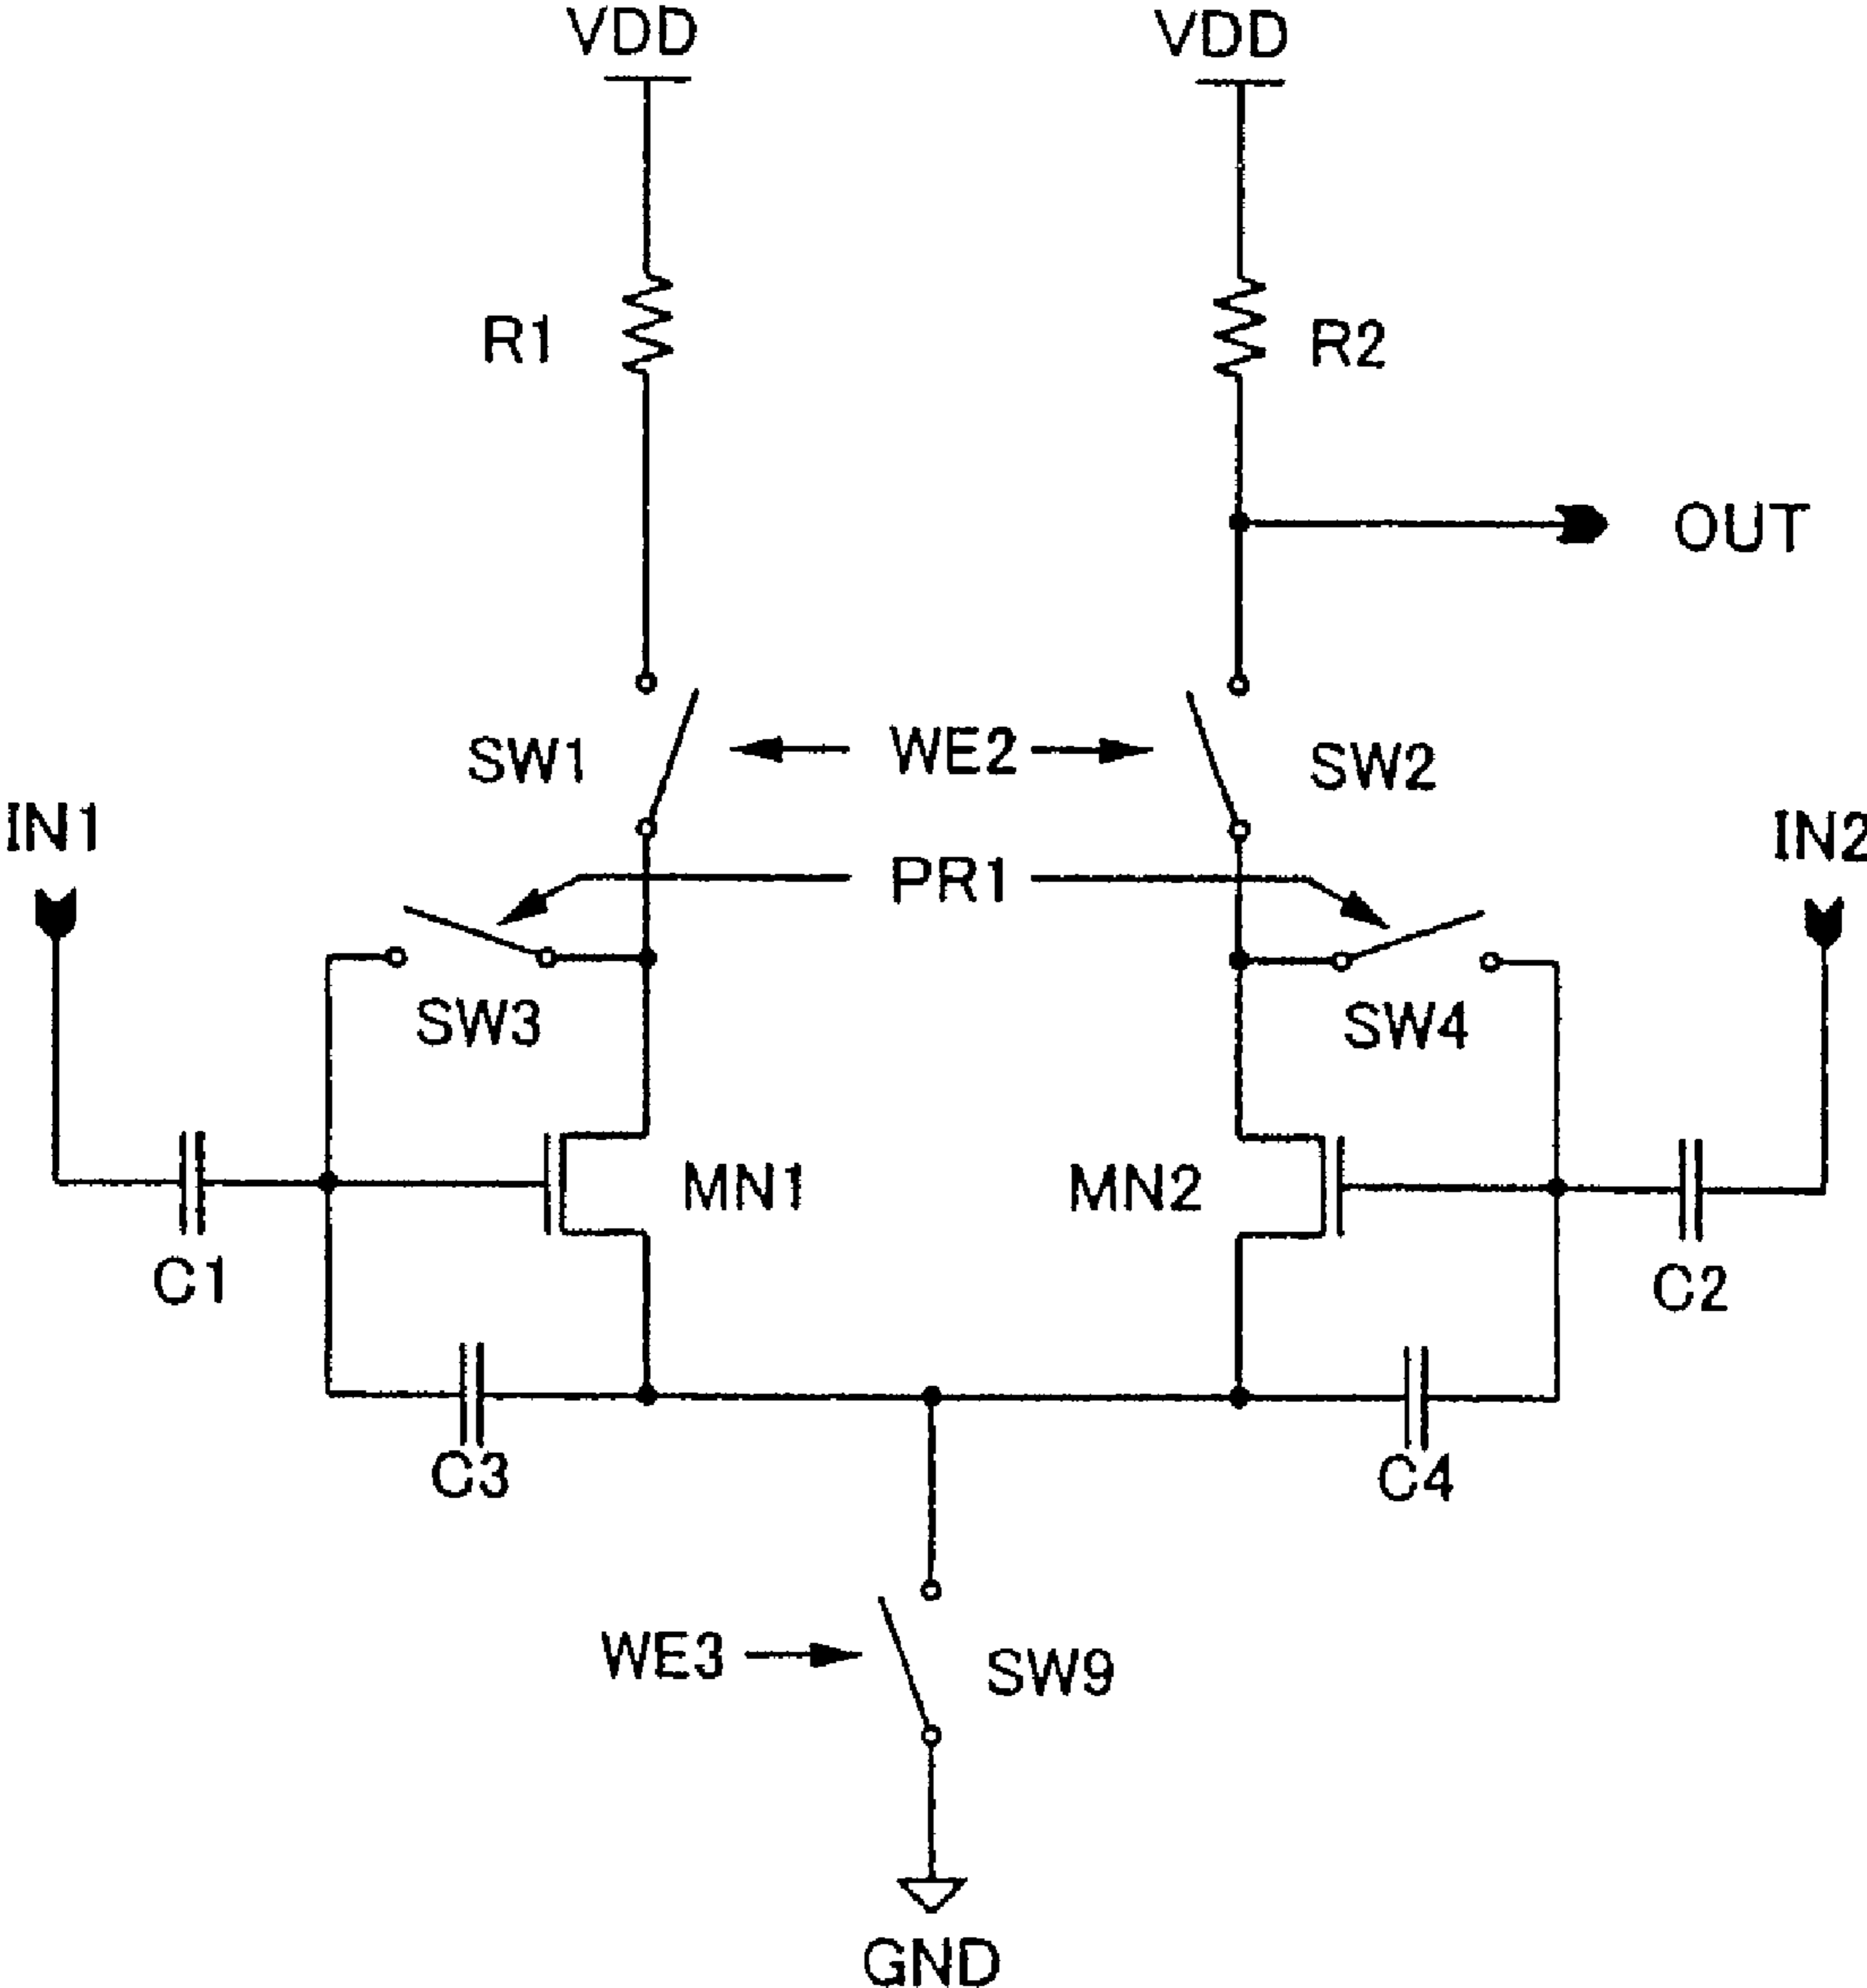 VDD
VDD
R1
R2
OUT
SW1
WE2
SW2
IN1
IN2
PR1
SW3
SW4
MN1
MN2
C1
C2
C3
C4
WE3
SW9
GND